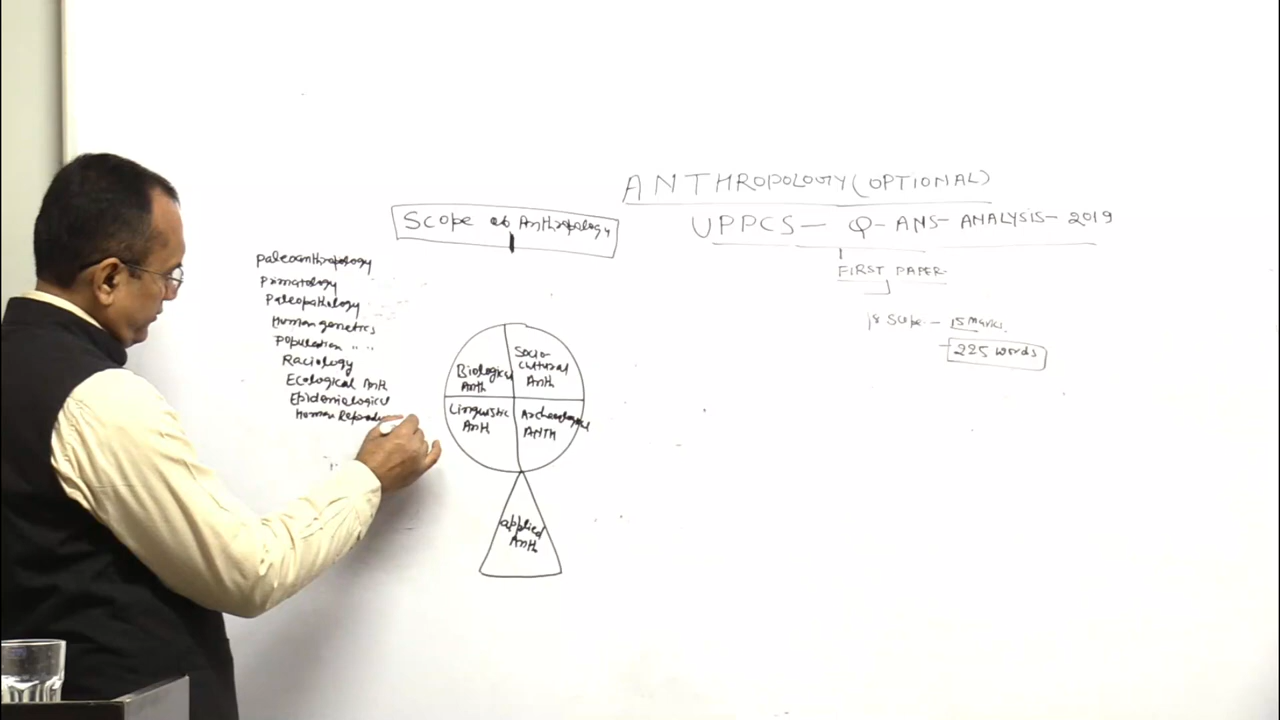 ANTHROPOLOGY (OPTIONAL)
UPPCS - Q- ANS- ANALYSIS- 2019
FIRST PAPER-
Scope - 15 Marks.
- 225 words
Scope of Anthropology
paleoanthropology
Primatology
Paleopathology
Human genetics
Population " "
Raciology
Ecological Anth
Epidemiological
Human
Biological
Anth
Socio-
cultural
Anth
Linguistic
Anth
Archaeological
ANTH
applied
Anth